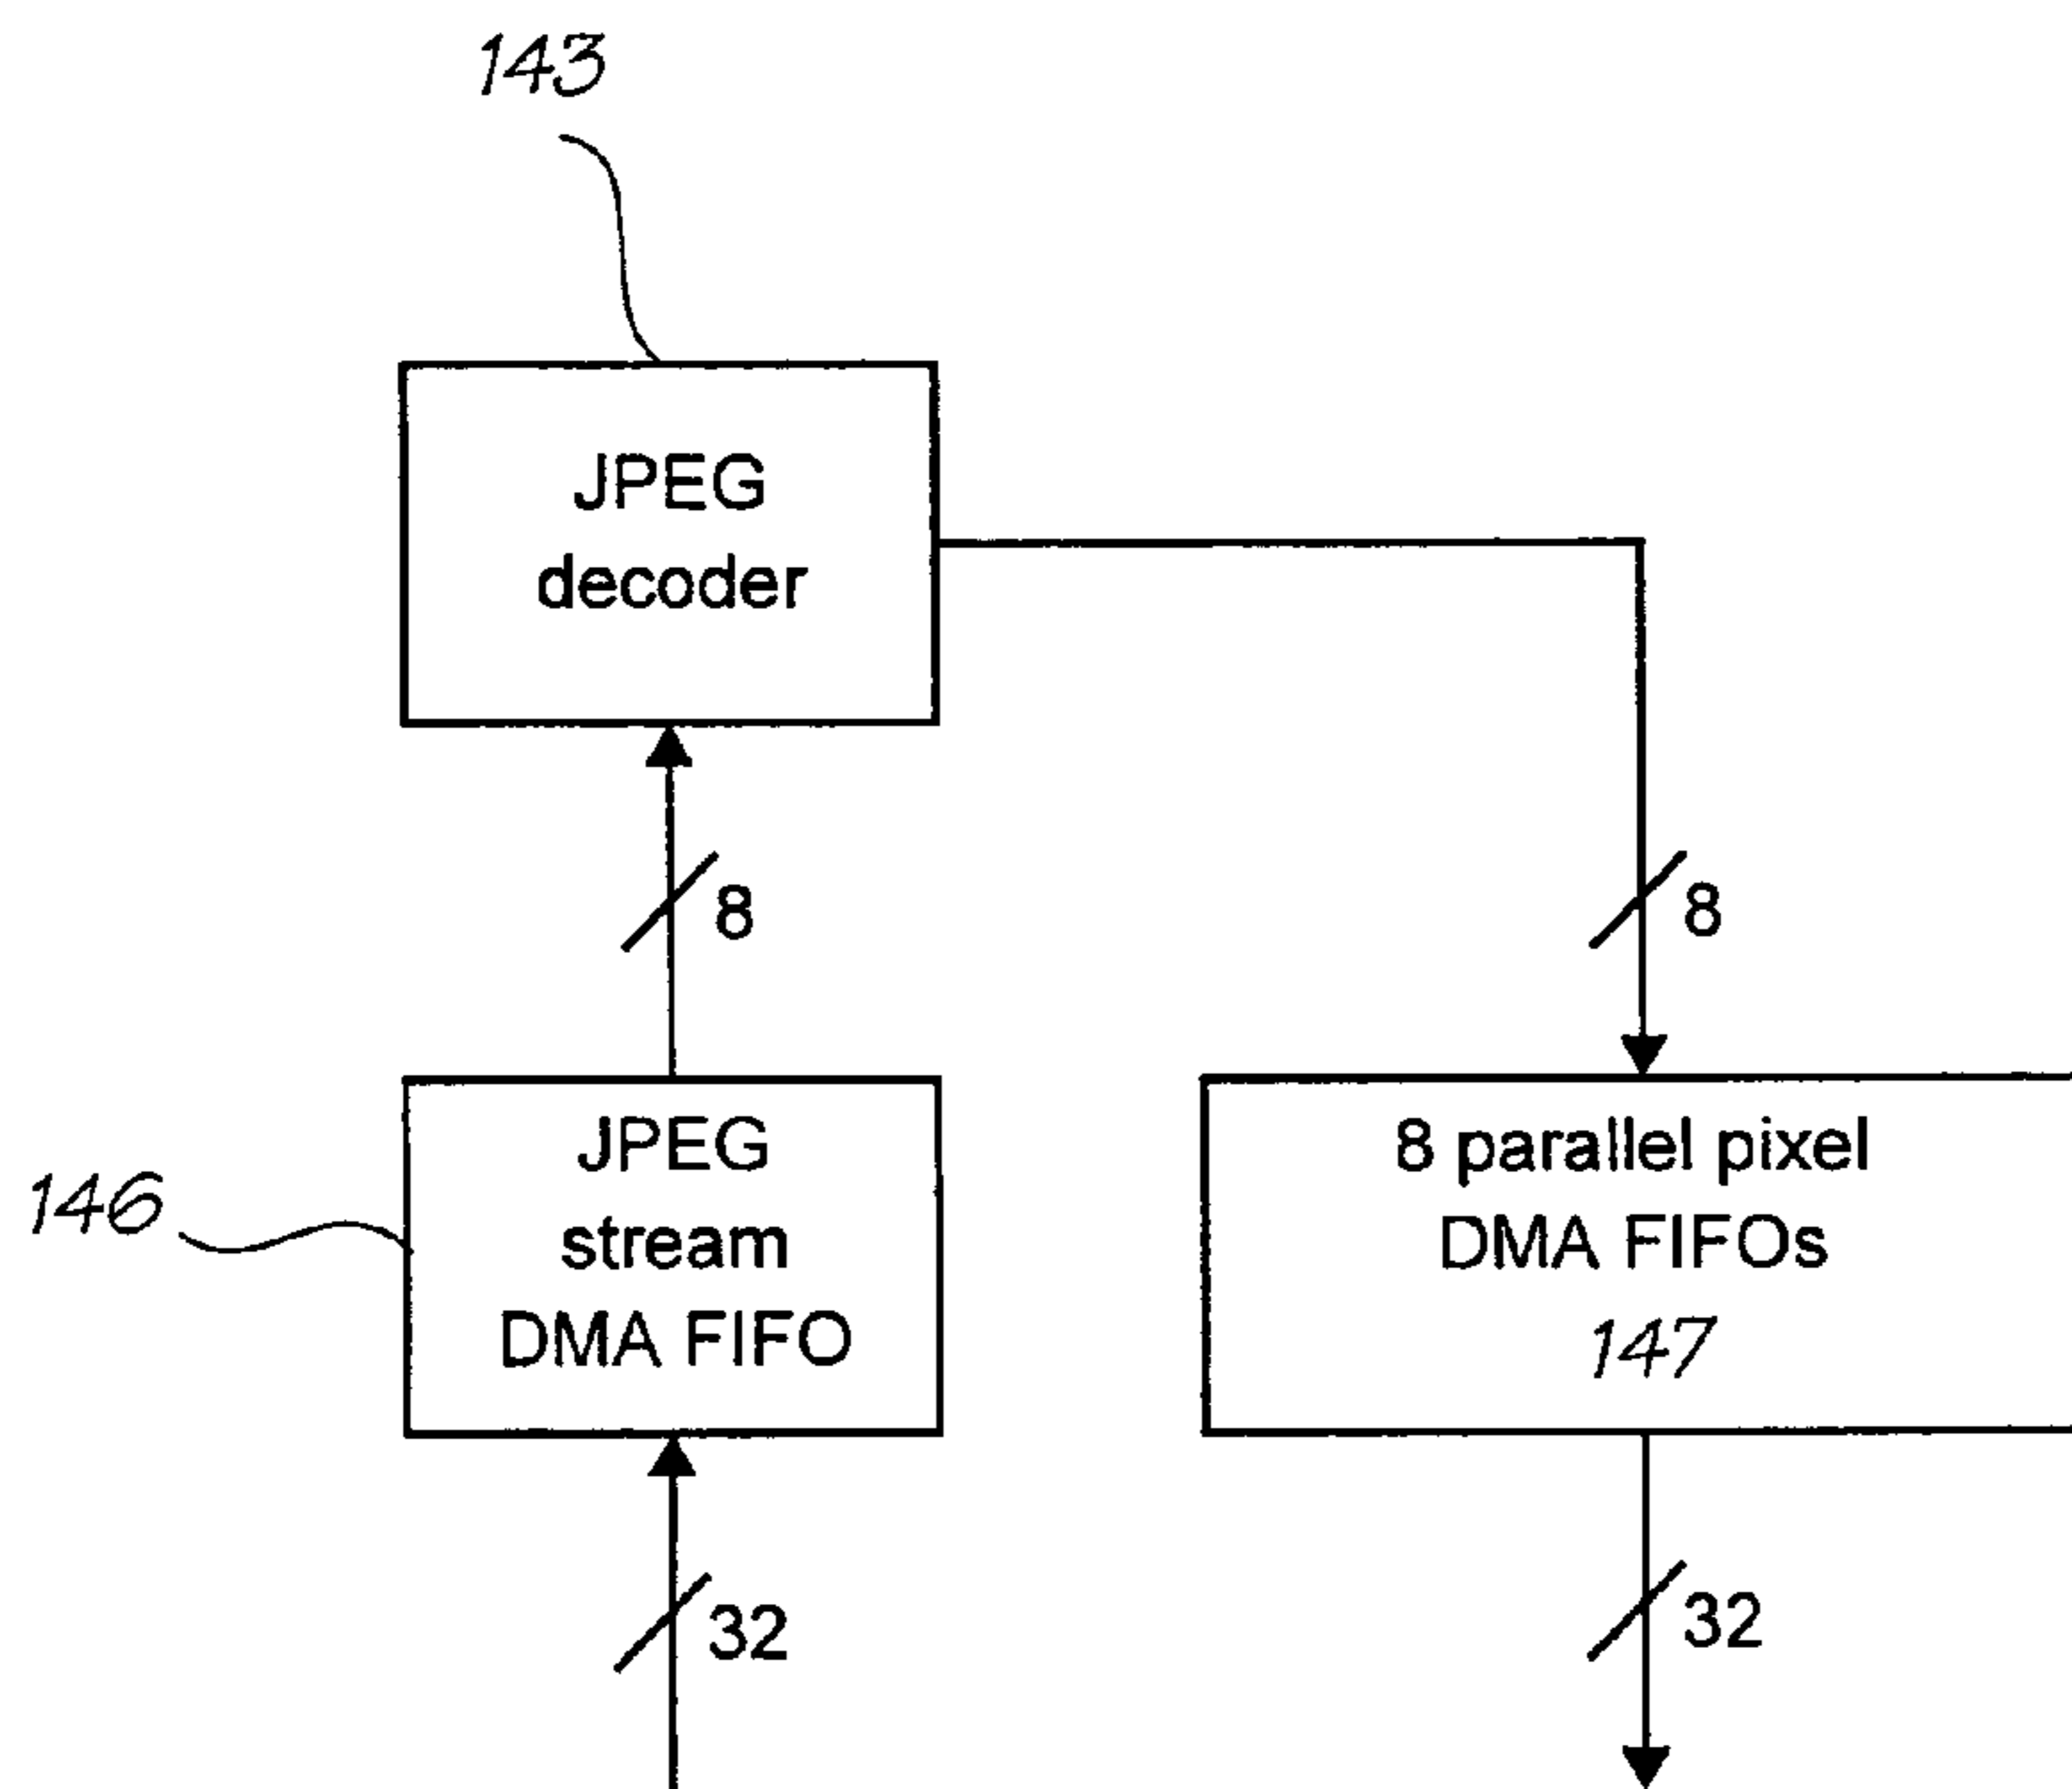 143
JPEG
decoder
8
8
JPEG
stream
DMA FIFO
146
8 parallel pixel
DMA FIFOs
147
32
32